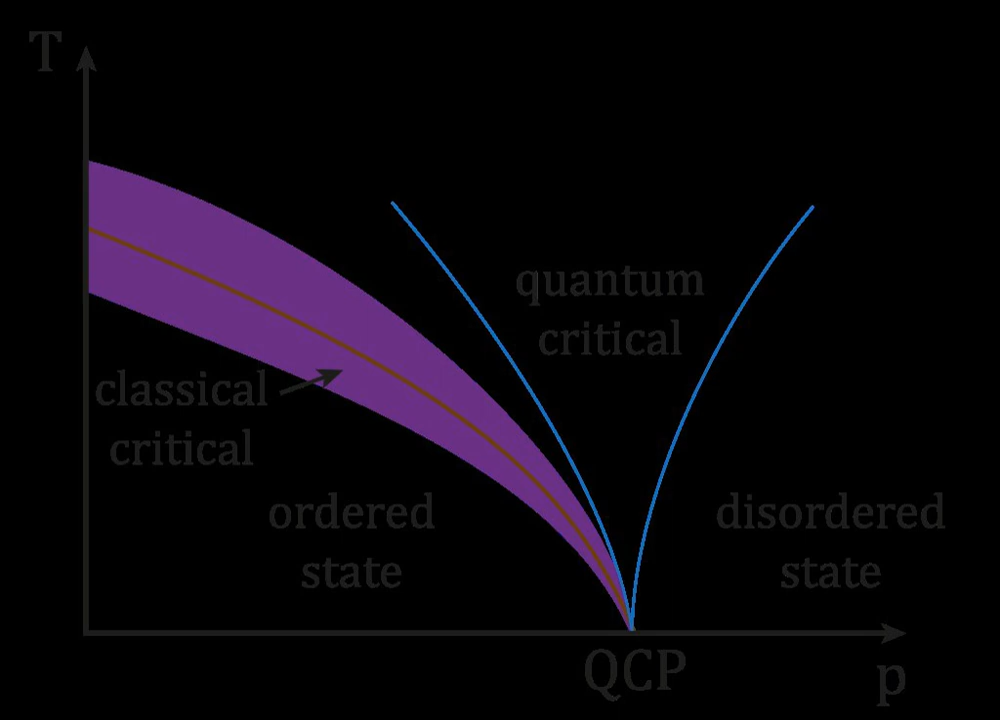 T
quantum
critical
classical
critical
ordered
state
disordered
state
QCP
p